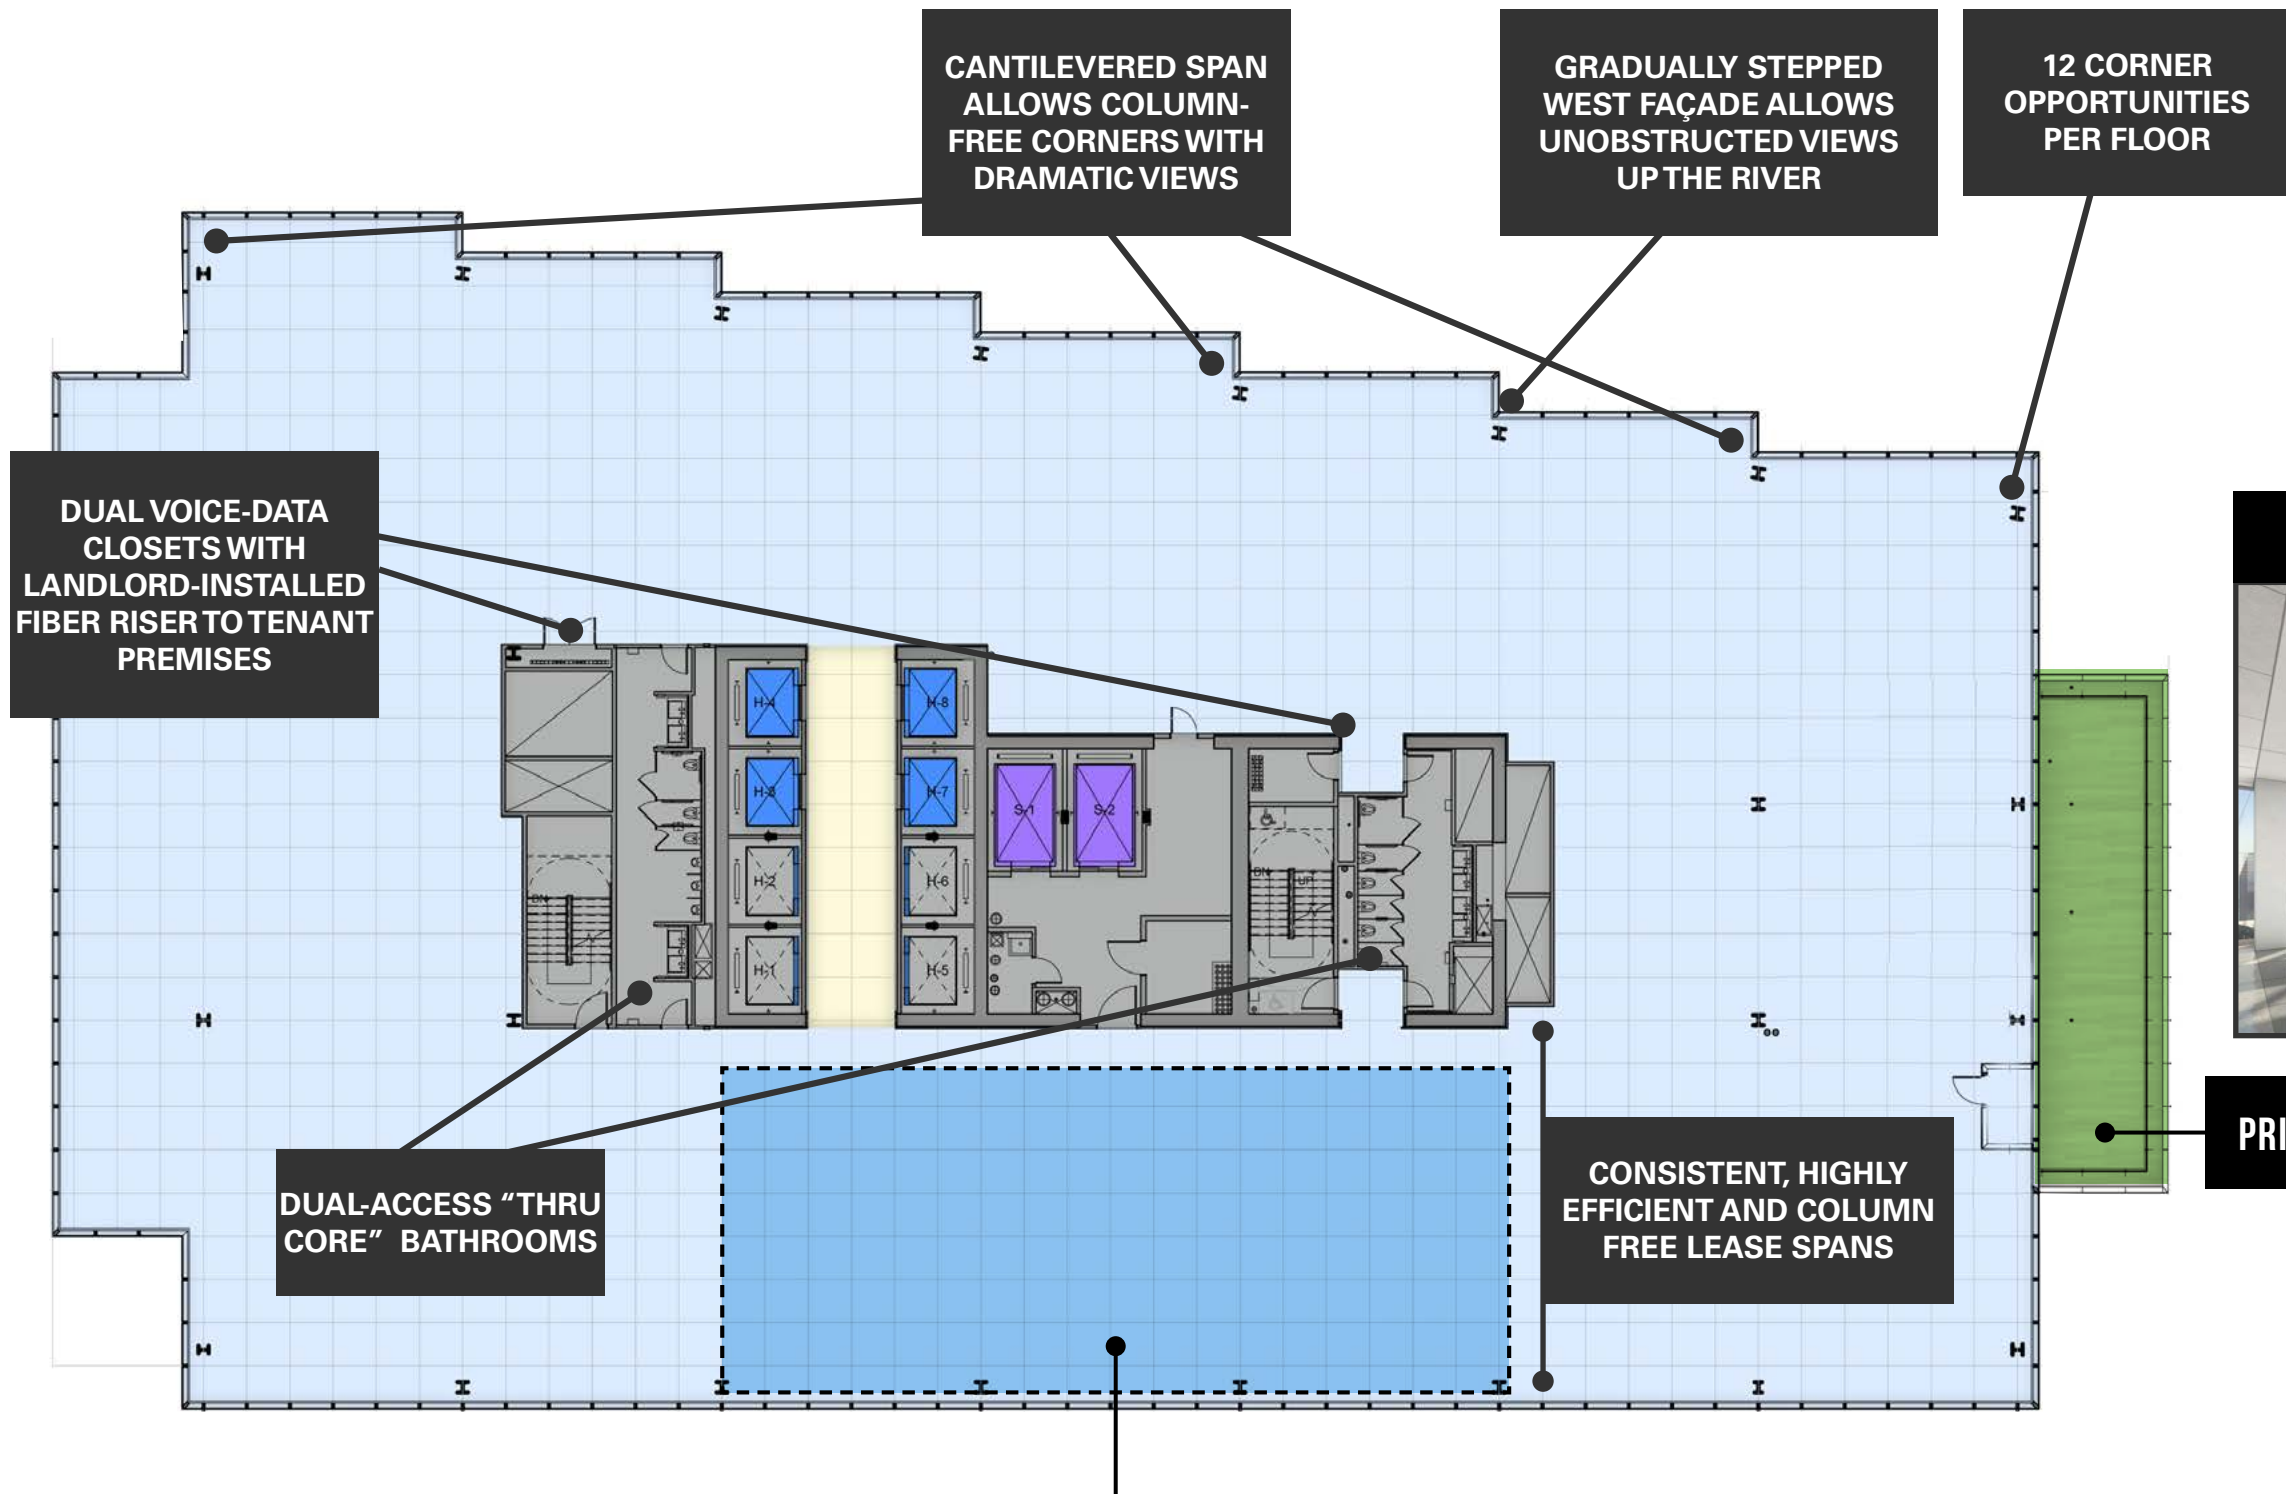 CANTILEVERED SPAN
ALLOWS COLUMN-
FREE CORNERS WITH
DRAMATIC VIEWS
GRADUALLY STEPPED
WEST FAÇADE ALLOWS
UNOBSTRUCTED VIEWS
UP THE RIVER
12 CORNER
OPPORTUNITIES
PER FLOOR
DUAL VOICE-DATA
CLOSETS WITH
LANDLORD-INSTALLED
FIBER RISER TO TENANT
PREMISES
H-4
H-8
H-3
H-7
S-1
S-2
H-2
H-6
DN
DN
UP
H-1
H-5
PRI
DUAL-ACCESS “THRU
CORE” BATHROOMS
CONSISTENT, HIGHLY
EFFICIENT AND COLUMN
FREE LEASE SPANS